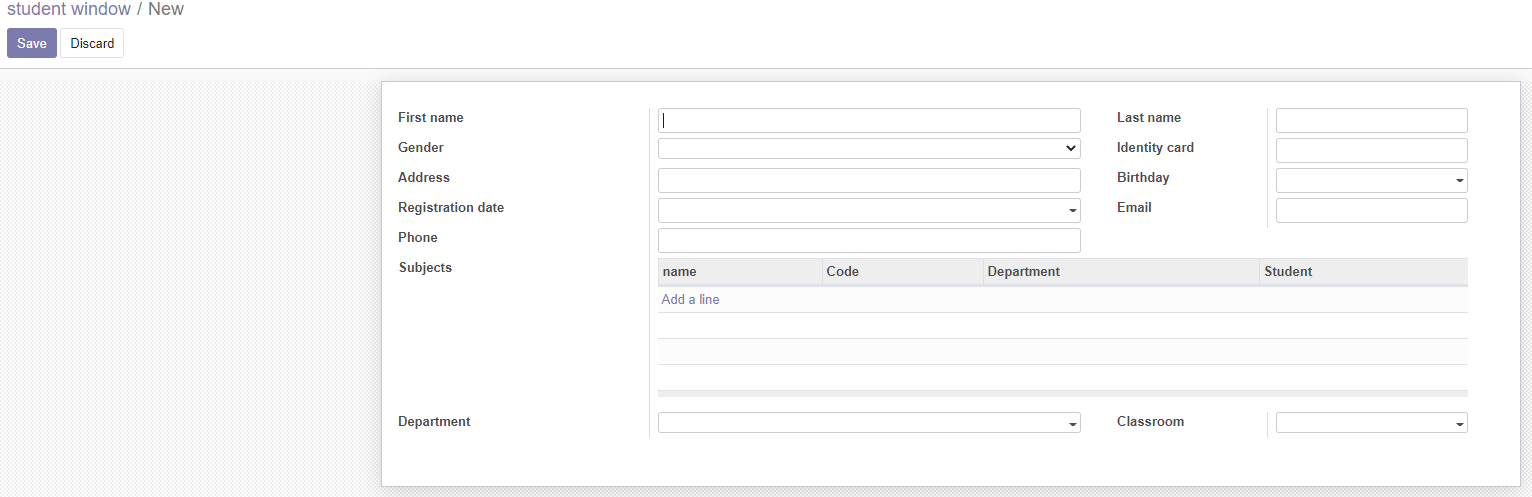 student window / New
Save Discard
First name Last name
Gender Identity card
Address Birthday
Registration date Email
Phone
Subjects name Code Department Student
Add a line
Department Classroom